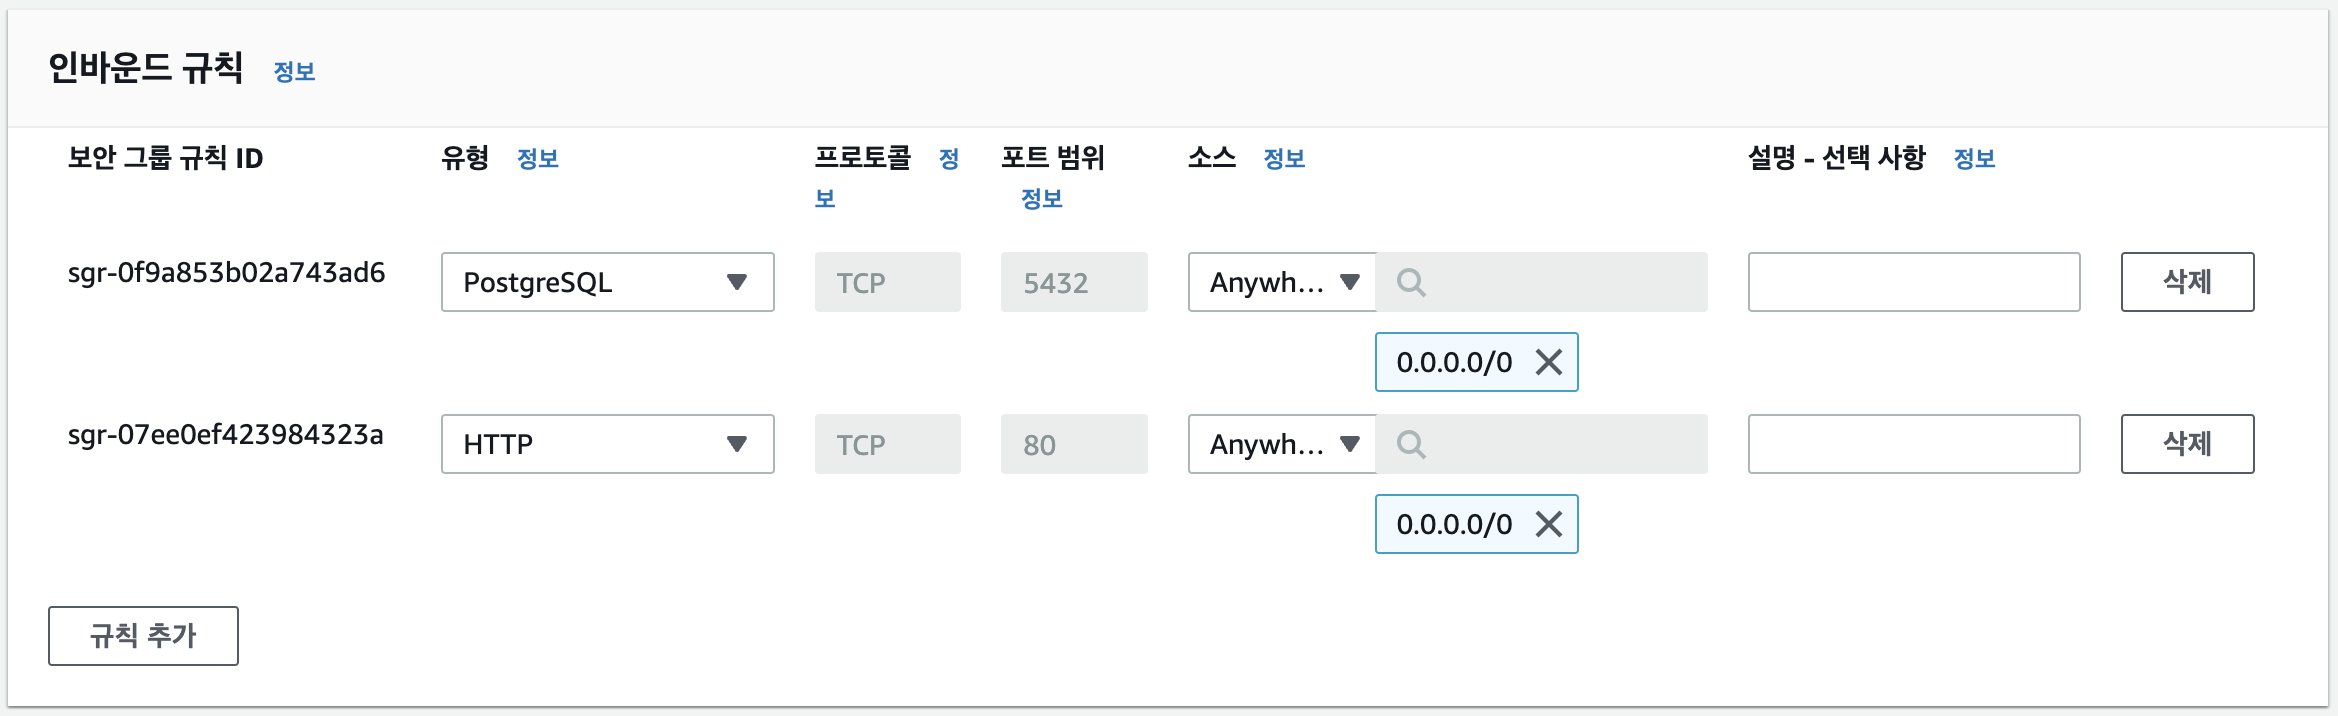 인바운드 규칙 정보
보안 그룹 규칙 ID 유형 정보 프로토콜 정보 포트 범위 정보 소스 정보 설명 - 선택 사항 정보
sgr-0f9a853b02a743ad6 PostgreSQL TCP 5432 Anywh...
삭제
0.0.0.0/0
sgr-07ee0ef423984323a HTTP TCP 80 Anywh...
삭제
0.0.0.0/0
규칙 추가